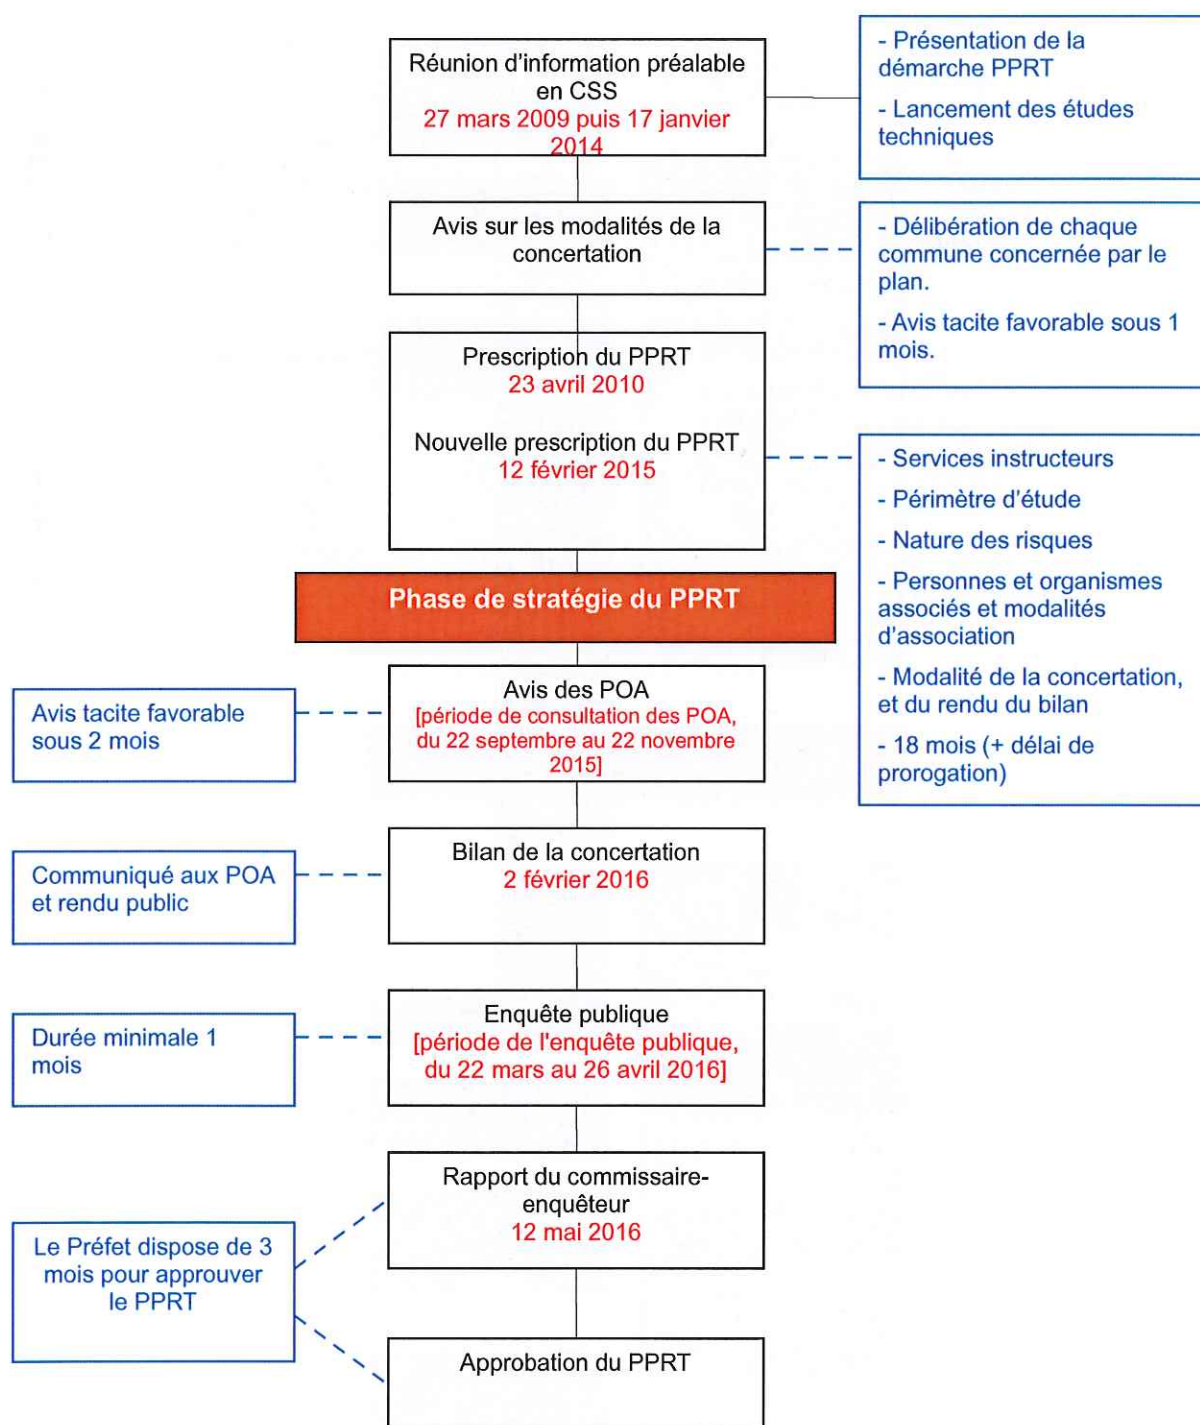 Réunion d'information préalable
en CSS
27 mars 2009 puis 17 janvier
2014
- Présentation de la
démarche PPRT
- Lancement des études
techniques
Avis sur les modalités de la
concertation
- Délibération de chaque
commune concernée par le
plan.
- Avis tacite favorable sous 1
mois.
Prescription du PPRT
23 avril 2010
Nouvelle prescription du PPRT
12 février 2015
- Services instructeurs
- Périmètre d'étude
- Nature des risques
- Personnes et organismes
associés et modalités
d'association
- Modalité de la concertation,
et du rendu du bilan
- 18 mois (+ délai de
prorogation)
Phase de stratégie du PPRT
Avis tacite favorable
sous 2 mois
Avis des POA
[période de consultation des POA,
du 22 septembre au 22 novembre
2015]
Communiqué aux POA
et rendu public
Bilan de la concertation
2 février 2016
Durée minimale 1
mois
Enquête publique
[période de l'enquête publique,
du 22 mars au 26 avril 2016]
Rapport du commissaire-
enquêteur
12 mai 2016
Le Préfet dispose de 3
mois pour approuver
le PPRT
Approbation du PPRT